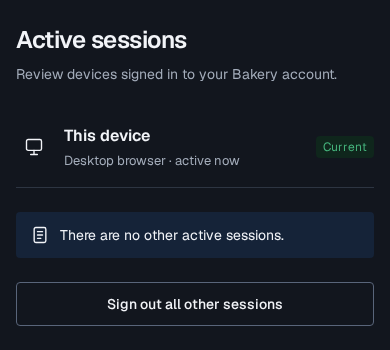 Active sessions
Review devices signed in to your Bakery account.
This device
Desktop browser · active now
Current
There are no other active sessions.
Sign out all other sessions